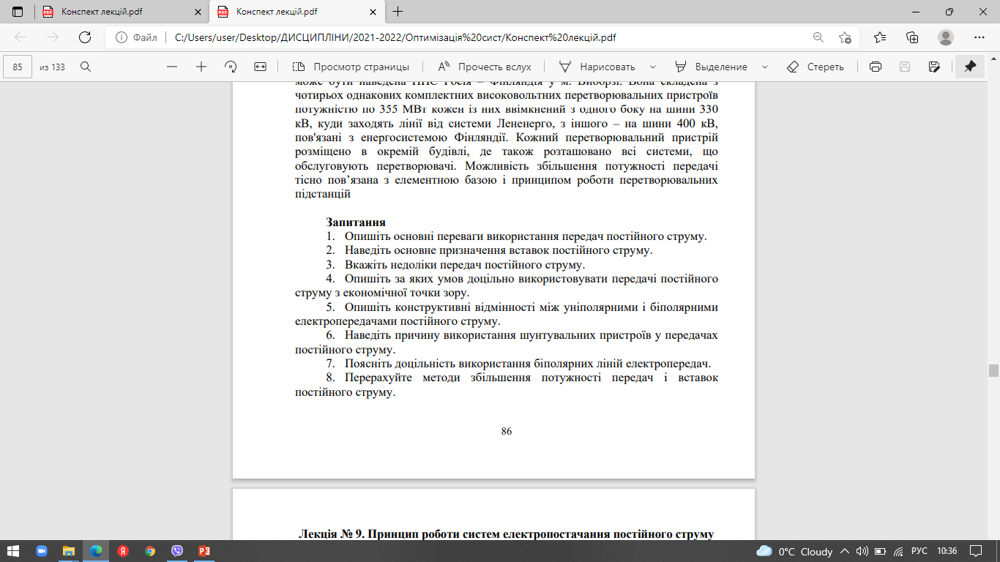 Конспект лекцій.pdf
Конспект лекцій.pdf
Файл
C:/Users/user/Desktop/ДИСЦИПЛІНИ/2021-2022/Оптимізація%20сист/Конспект%20лекцій.pdf
85 из 133
Просмотр страницы
Прочесть вслух
Нарисовать
Выделение
Стереть
може бути наведена ППС Росія – Фінляндія у м. Виборзі. Вона складена з
чотирьох однакових комплектних високовольтних перетворювальних пристроїв
потужністю по 355 МВт кожен із них ввімкнений з одного боку на шини 330
кВ, куди заходять лінії від системи Лененерго, з іншого – на шини 400 кВ,
пов'язані з енергосистемою Фінляндії. Кожний перетворювальний пристрій
розміщено в окремій будівлі, де також розташовано всі системи, що
обслуговують перетворювачі. Можливість збільшення потужності передачі
тісно пов’язана з елементною базою і принципом роботи перетворювальних
підстанцій
Запитання
1. Опишіть основні переваги використання передач постійного струму.
2. Наведіть основне призначення вставок постійного струму.
3. Вкажіть недоліки передач постійного струму.
4. Опишіть за яких умов доцільно використовувати передачі постійного
струму з економічної точки зору.
5. Опишіть конструктивні відмінності між уніполярними і біполярними
електропередачами постійного струму.
6. Наведіть причину використання шунтувальних пристроїв у передачах
постійного струму.
7. Поясніть доцільність використання біполярних ліній електропередач.
8. Перерахуйте методи збільшення потужності передач і вставок
постійного струму.
86
Лекція № 9. Принцип роботи систем електропостачання постійного струму
0°C Cloudy
РУС
10:36